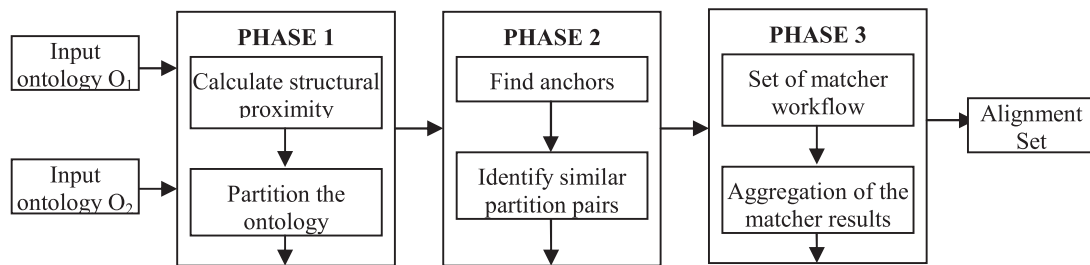 Input
ontology O₁
Input
ontology O₂
PHASE 1
Calculate structural
proximity
Partition the
ontology
PHASE 2
Find anchors
Identify similar
partition pairs
PHASE 3
Set of matcher
workflow
Aggregation of the
matcher results
Alignment
Set